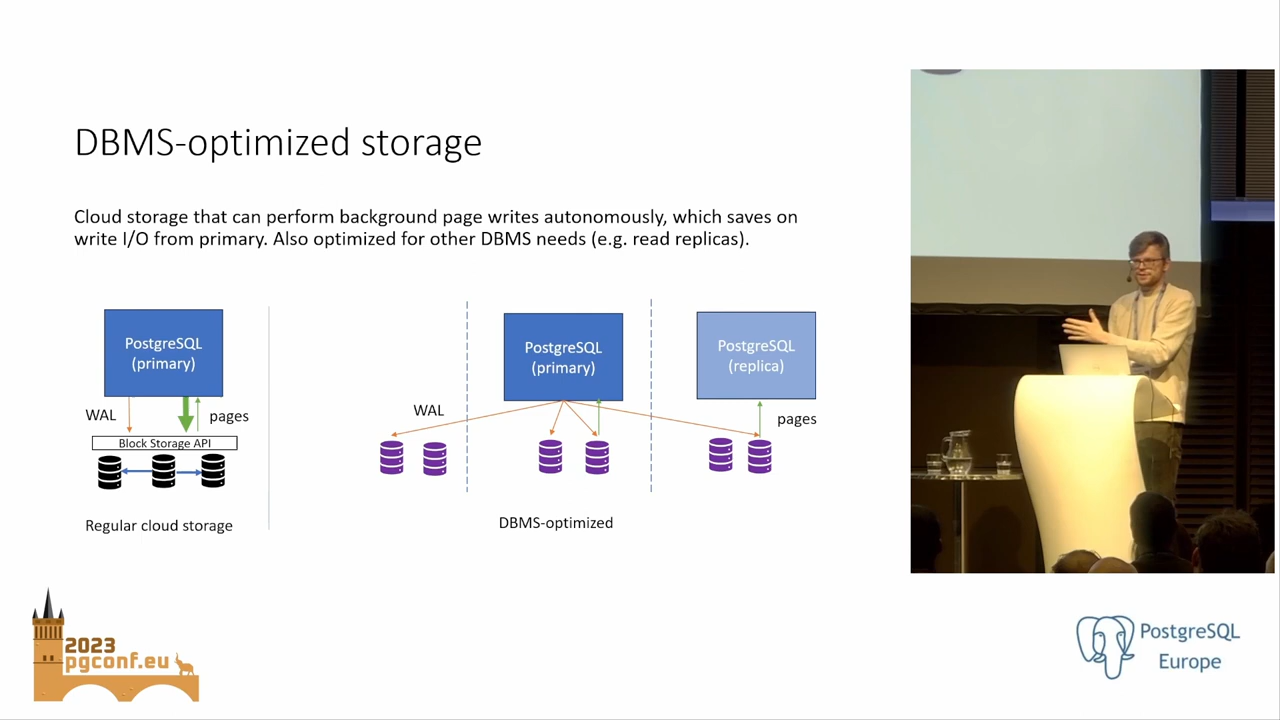 DBMS-optimized storage
Cloud storage that can perform background page writes autonomously, which saves on
write I/O from primary. Also optimized for other DBMS needs (e.g. read replicas).
PostgreSQL
(primary)
WAL
pages
Block Storage API
Regular cloud storage
PostgreSQL
(primary)
PostgreSQL
(replica)
WAL
pages
DBMS-optimized
2023
pgconf.eu
PostgreSQL
Europe